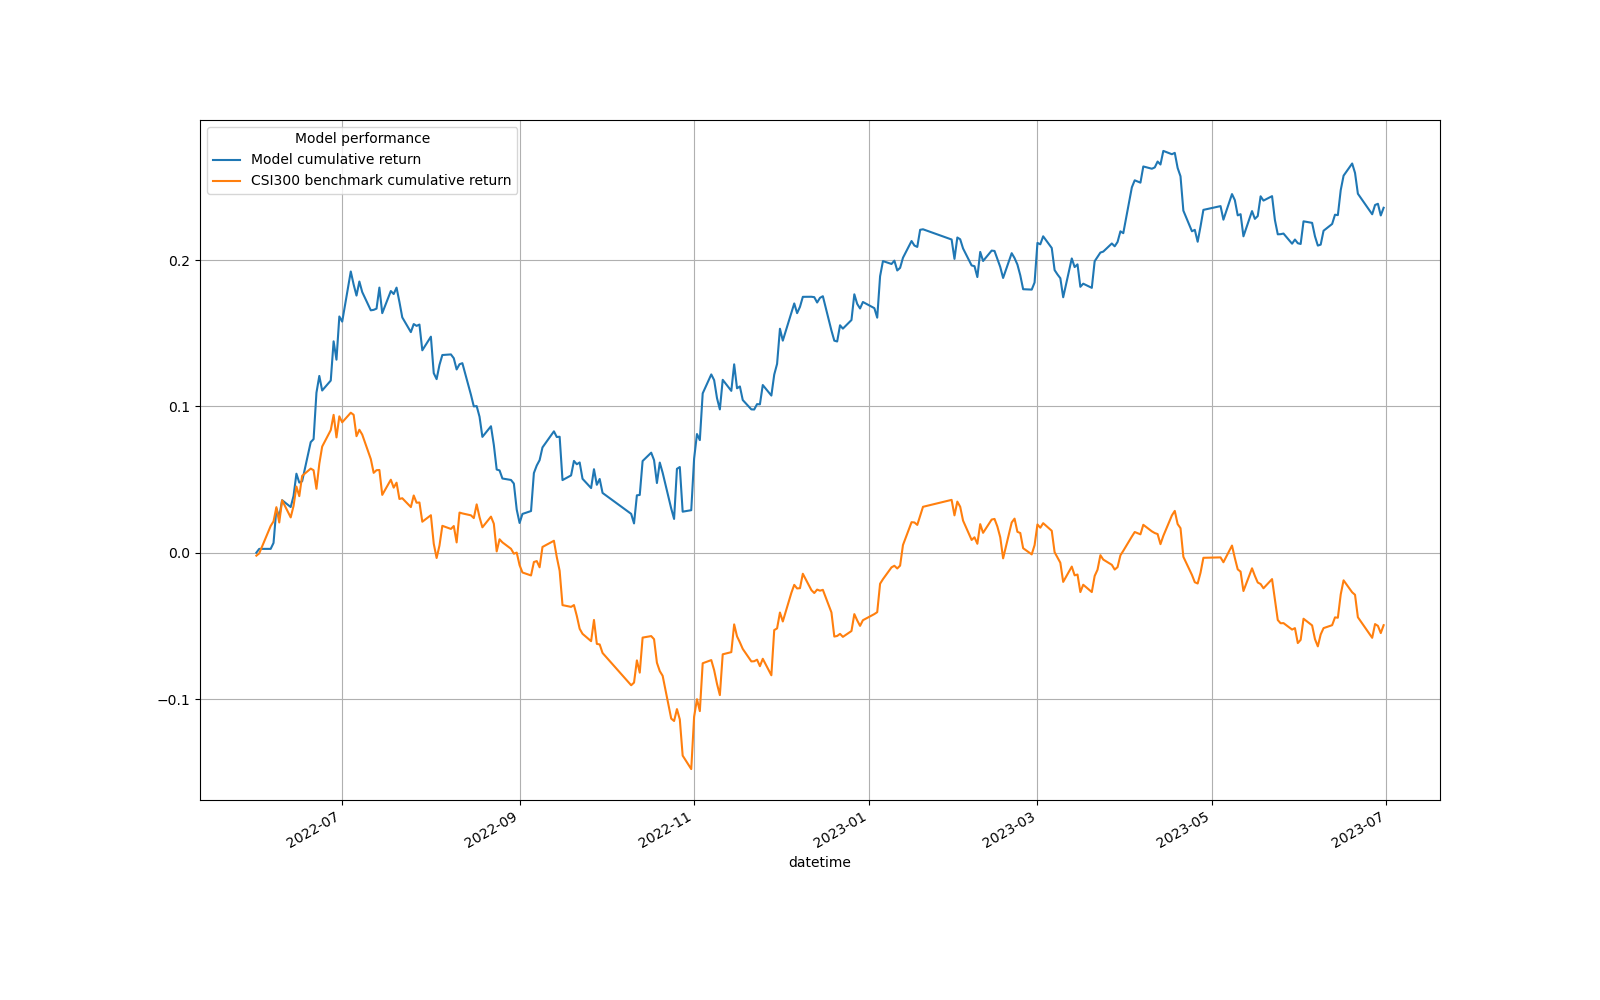 Model performance
Model cumulative return
CSI300 benchmark cumulative return
0.2
0.1
0.0
−0.1
2022-07
2022-09
2022-11
2023-01
2023-03
2023-05
2023-07
datetime